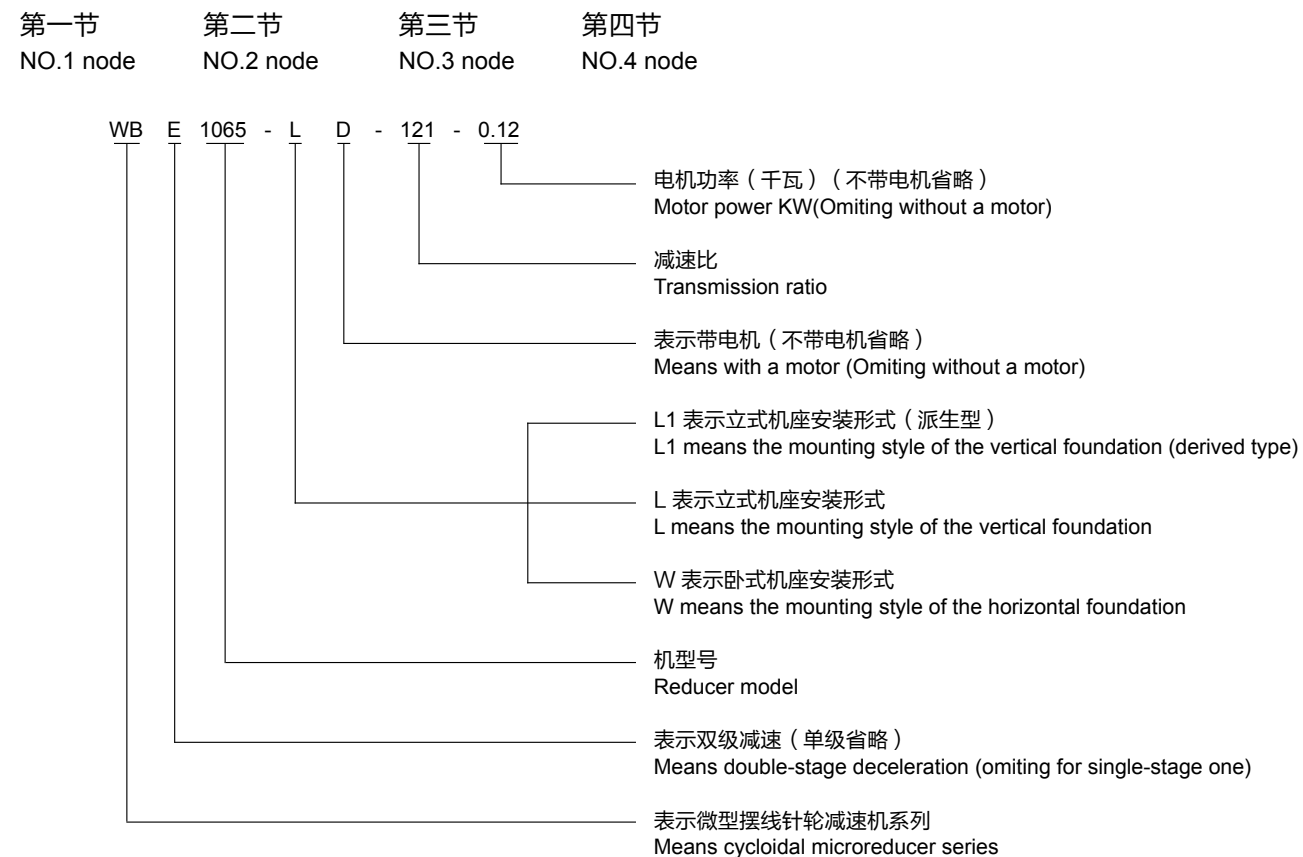 第一节 第二节 第三节 第四节
NO.1 node NO.2 node NO.3 node NO.4 node
WB E 1065 - L D - 121 - 0.12
电机功率（千瓦）（不带电机省略）
Motor power KW(Omiting without a motor)
减速比
Transmission ratio
表示带电机（不带电机省略）
Means with a motor (Omiting without a motor)
L1 表示立式机座安装形式（派生型）
L1 means the mounting style of the vertical foundation (derived type)
L 表示立式机座安装形式
L means the mounting style of the vertical foundation
W 表示卧式机座安装形式
W means the mounting style of the horizontal foundation
机型号
Reducer model
表示双级减速（单级省略）
Means double-stage deceleration (omiting for single-stage one)
表示微型摆线针轮减速机系列
Means cycloidal microreducer series